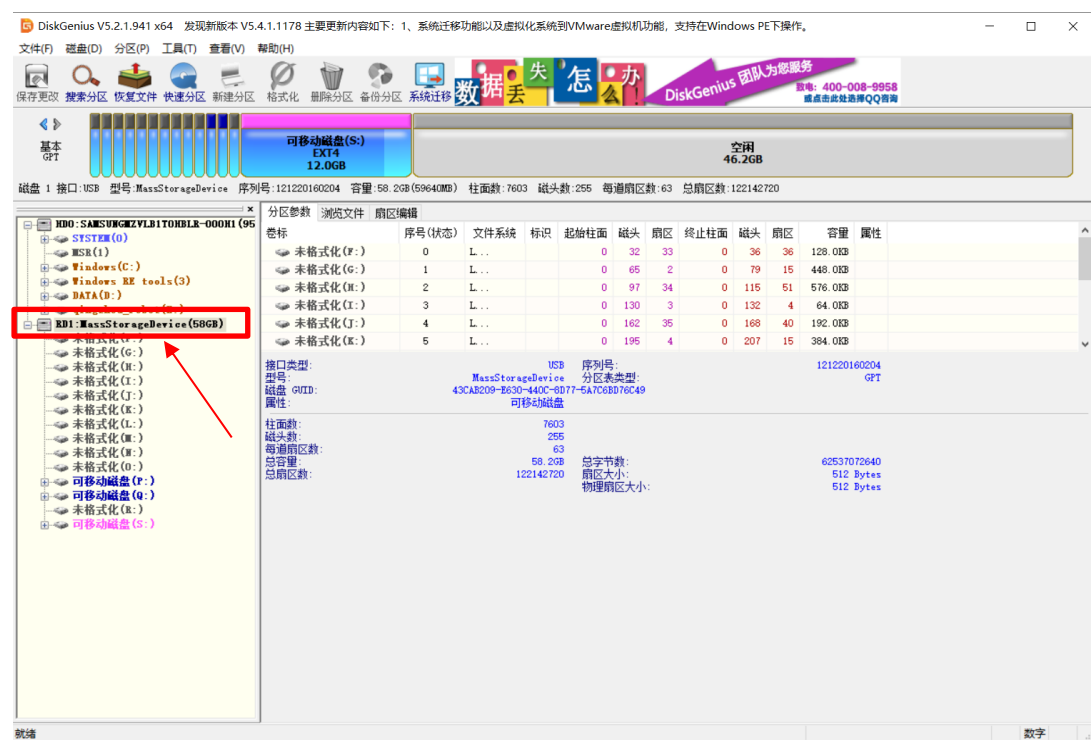 DiskGenius V5.2.1.941 x64 发现新版本 V5.4.1.1178 主要更新内容如下：1、系统迁移功能以及虚拟化系统到VMware虚拟机功能，支持在Windows PE下操作。
文件(F) 磁盘(D) 分区(P) 工具(T) 查看(V) 帮助(H)
保存更改 搜索分区 恢复文件 快速分区 新建分区 格式化 删除分区 备份分区 系统迁移
数据丢失怎么办
DiskGenius 团队为您服务
致电：400-008-9958
或点击此处选择QQ咨询
基本
GPT
可移动磁盘(S:)
EXT4
12.0GB
空闲
46.2GB
磁盘 1 接口:USB 型号:MassStorageDevice 序列号:121220160204 容量:58.2GB(59640MB) 柱面数:7603 磁头数:255 每道扇区数:63 总扇区数:122142720
HD0:SAMSUNGMZVLB1T0HBLR-000H1(95
SYSTEM(0)
MSR(1)
Windows(C:)
Windows RE tools(3)
DATA(D:)
RD1:MassStorageDevice(58GB)
未格式化(F:)
未格式化(G:)
未格式化(H:)
未格式化(I:)
未格式化(J:)
未格式化(K:)
未格式化(L:)
未格式化(M:)
未格式化(N:)
未格式化(O:)
可移动磁盘(P:)
可移动磁盘(Q:)
未格式化(R:)
可移动磁盘(S:)
分区参数 浏览文件 扇区编辑
卷标 序号(状态) 文件系统 标识 起始柱面 磁头 扇区 终止柱面 磁头 扇区 容量 属性
未格式化(F:) 0 L... 0 32 33 0 36 36 128.0KB
未格式化(G:) 1 L... 0 65 2 0 79 15 448.0KB
未格式化(H:) 2 L... 0 97 34 0 115 51 576.0KB
未格式化(I:) 3 L... 0 130 3 0 132 4 64.0KB
未格式化(J:) 4 L... 0 162 35 0 168 40 192.0KB
未格式化(K:) 5 L... 0 195 4 0 207 15 384.0KB
接口类型: USB 序列号: 121220160204
型号: MassStorageDevice 分区表类型: GPT
磁盘 GUID: 43CAB209-B630-440C-8D77-5A7C6BD76C49
属性: 可移动磁盘
柱面数: 7603
磁头数: 255
每道扇区数: 63
总容量: 58.2GB 总字节数: 62537072640
总扇区数: 122142720 扇区大小: 512 Bytes
物理扇区大小: 512 Bytes
就绪 数字